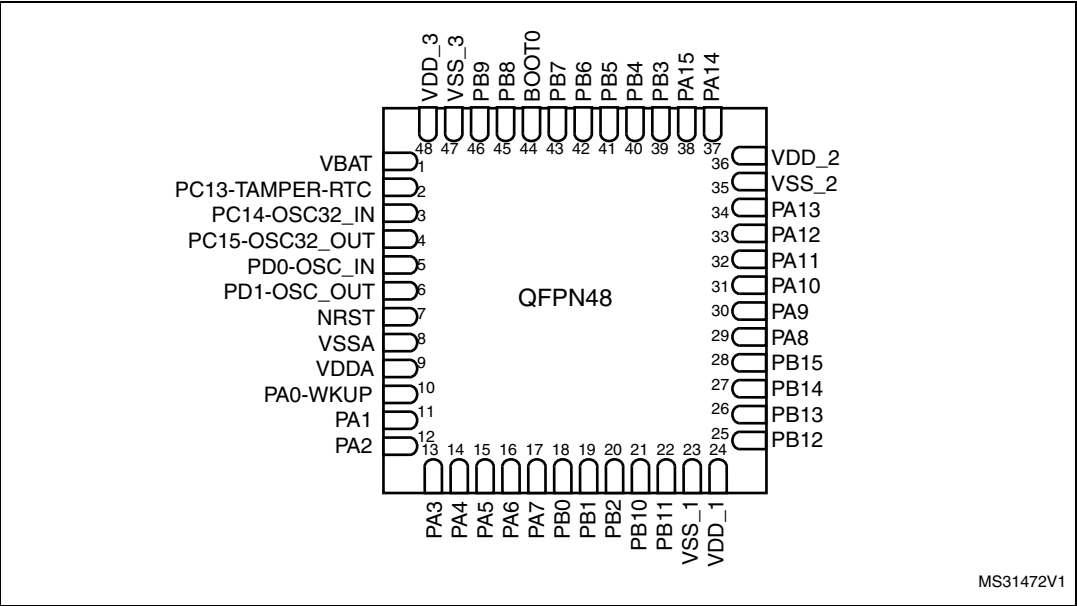 VDD_3
VSS_3
PB9
PB8
BOOT0
PB7
PB6
PB5
PB4
PB3
PA15
PA14
48 47 46 45 44 43 42 41 40 39 38 37
VBAT 1
PC13-TAMPER-RTC 2
PC14-OSC32_IN 3
PC15-OSC32_OUT 4
PD0-OSC_IN 5
PD1-OSC_OUT 6
NRST 7
VSSA 8
VDDA 9
PA0-WKUP 10
PA1 11
PA2 12
QFPN48
36 VDD_2
35 VSS_2
34 PA13
33 PA12
32 PA11
31 PA10
30 PA9
29 PA8
28 PB15
27 PB14
26 PB13
25 PB12
13 14 15 16 17 18 19 20 21 22 23 24
PA3
PA4
PA5
PA6
PA7
PB0
PB1
PB2
PB10
PB11
VSS_1
VDD_1
MS31472V1